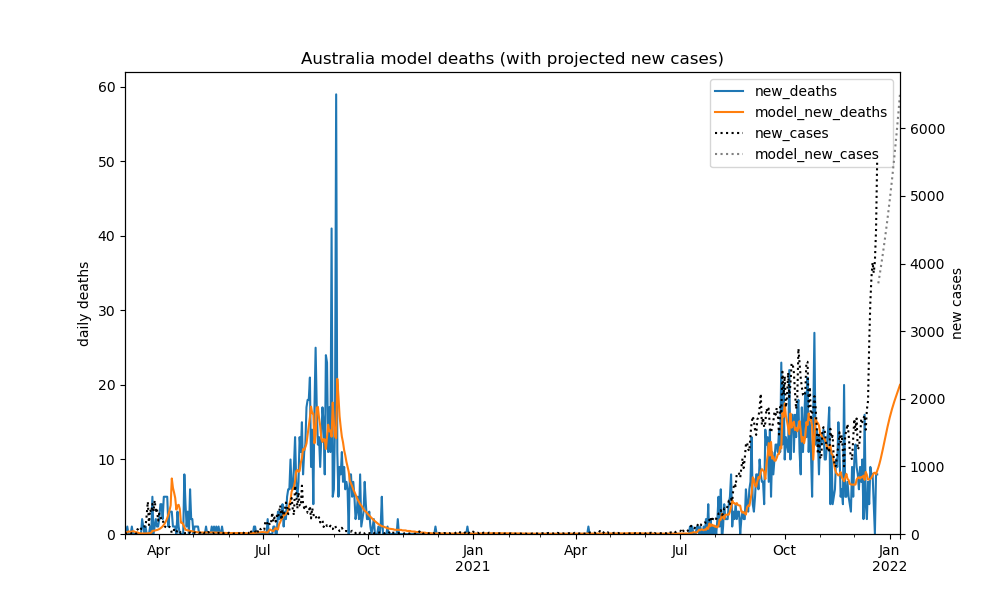 Australia model deaths (with projected new cases)
new_deaths
model_new_deaths
new_cases
model_new_cases
daily deaths
60
50
40
30
20
10
0
6000
5000
4000
3000
2000
1000
0
new cases
Apr
Jul
Oct
Jan
2021
Apr
Jul
Oct
Jan
2022